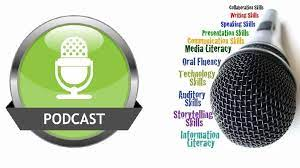 PODCAST
Collaboration Skills
Writing Skills
Speaking Skills
Presentation Skills
Communication Skills
Media Literacy
Oral Fluency
Technology
Skills
Auditory
Skills
Storytelling
Skills
Information
Literacy